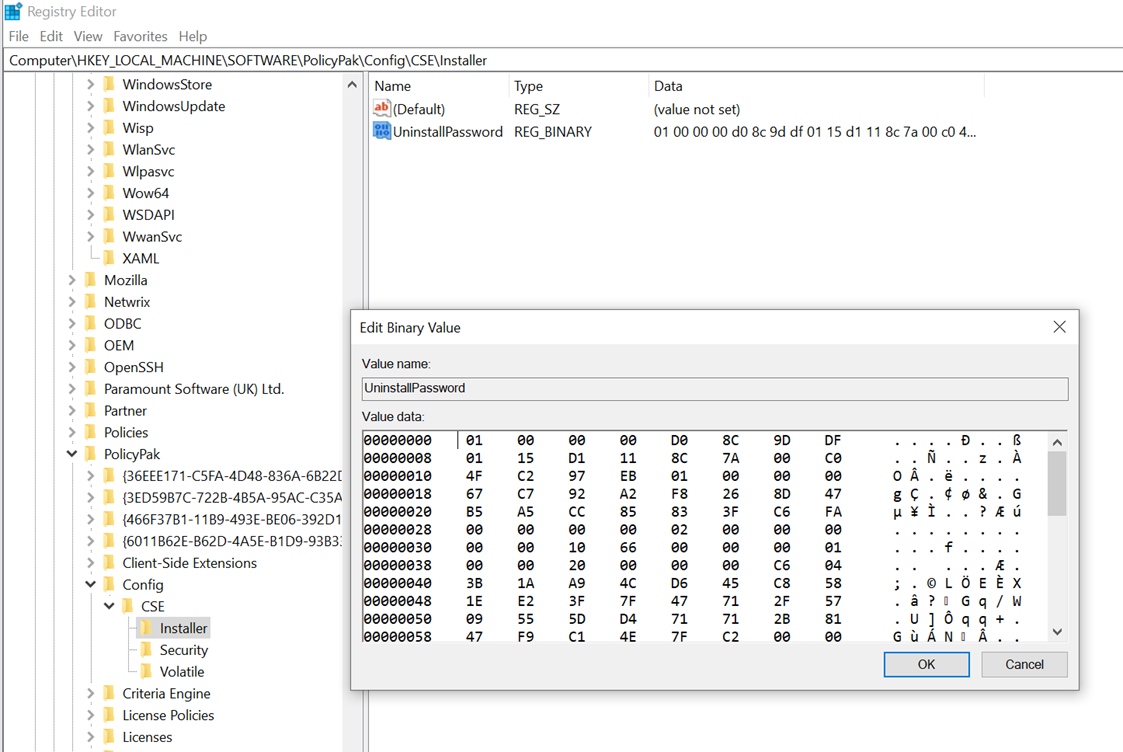 Registry Editor
File Edit View Favorites Help
Computer\HKEY_LOCAL_MACHINE\SOFTWARE\PolicyPak\Config\CSE\Installer
WindowsStore
WindowsUpdate
Wisp
WlanSvc
Wlpasvc
Wow64
WSDAPI
WwanSvc
XAML
Mozilla
Netwrix
ODBC
OEM
OpenSSH
Paramount Software (UK) Ltd.
Partner
Policies
PolicyPak
{36EEE171-C5FA-4D48-836A-6B22D
{3ED59B7C-722B-4B5A-95AC-C35A
{466F37B1-11B9-493E-BE06-392D1
{6011B62E-B62D-4A5E-B1D9-93B33
Client-Side Extensions
Config
CSE
Installer
Security
Volatile
Criteria Engine
License Policies
Licenses
Name Type Data
(Default) REG_SZ (value not set)
UninstallPassword REG_BINARY 01 00 00 00 d0 8c 9d df 01 15 d1 11 8c 7a 00 c0 4...
Edit Binary Value
Value name:
UninstallPassword
Value data:
00000000 01 00 00 00 D0 8C 9D DF . . . . Ð . . ß
00000008 01 15 D1 11 8C 7A 00 C0 . . Ñ . . z . À
00000010 4F C2 97 EB 01 00 00 00 O Â . ë . . . .
00000018 67 C7 92 A2 F8 26 8D 47 g Ç . ¢ ø & . G
00000020 B5 A5 CC 85 83 3F C6 FA µ ¥ Ì . . ? Æ ú
00000028 00 00 00 00 02 00 00 00 . . . . . . . .
00000030 00 00 10 66 00 00 00 01 . . . f . . . .
00000038 00 00 20 00 00 00 C6 04 . . . . . . Æ .
00000040 3B 1A A9 4C D6 45 C8 58 ; . © L Ö E È X
00000048 1E E2 3F 7F 47 71 2F 57 . â ? ▯ G q / W
00000050 09 55 5D D4 71 71 2B 81 . U ] Ô q q + .
00000058 47 F9 C1 4E 7F C2 00 00 G ù Á N ▯ Â . .
OK Cancel